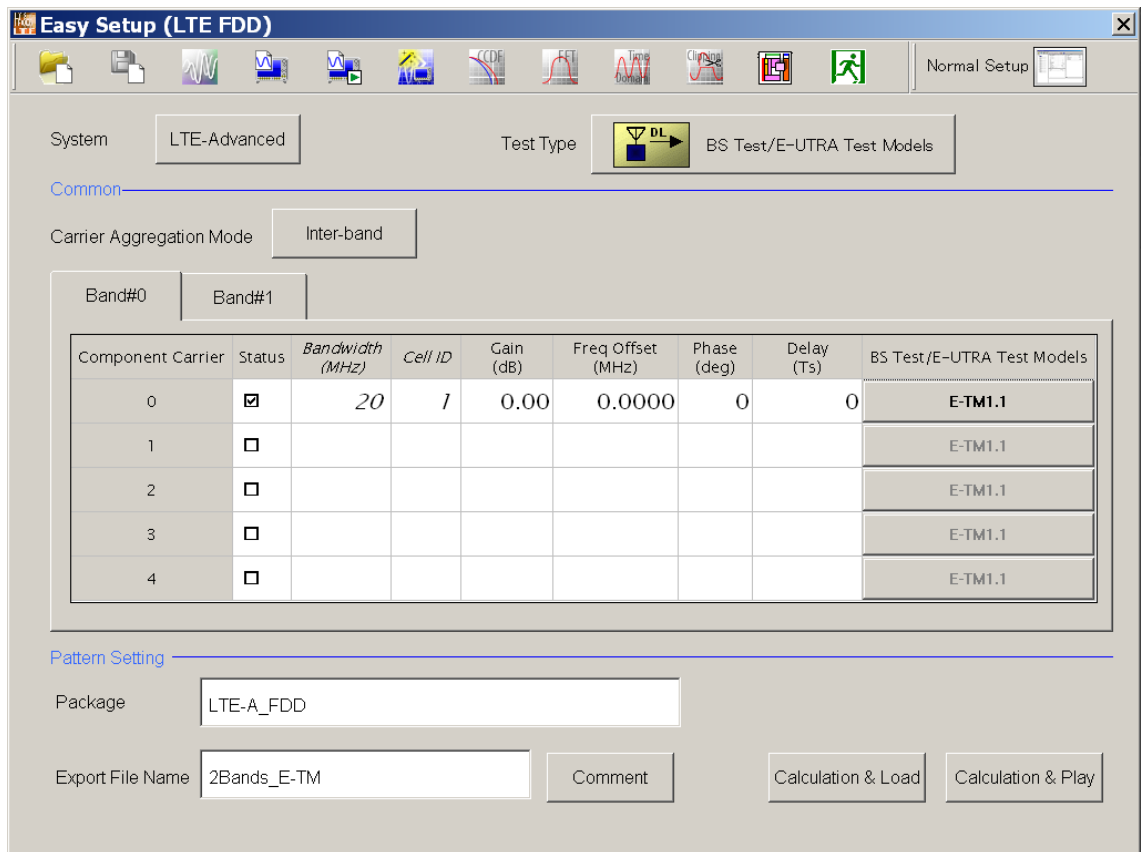 Easy Setup (LTE FDD)
CCDF
FFT
Time Domain
Clipping
Normal Setup
System
LTE-Advanced
Test Type
DL
BS Test/E-UTRA Test Models
Common
Carrier Aggregation Mode
Inter-band
Band#0
Band#1
Component Carrier Status Bandwidth (MHz) Cell ID Gain (dB) Freq Offset (MHz) Phase (deg) Delay (Ts) BS Test/E-UTRA Test Models
0 20 1 0.00 0.0000 0 0 E-TM1.1
1 E-TM1.1
2 E-TM1.1
3 E-TM1.1
4 E-TM1.1
Pattern Setting
Package
LTE-A_FDD
Export File Name
2Bands_E-TM
Comment
Calculation & Load
Calculation & Play